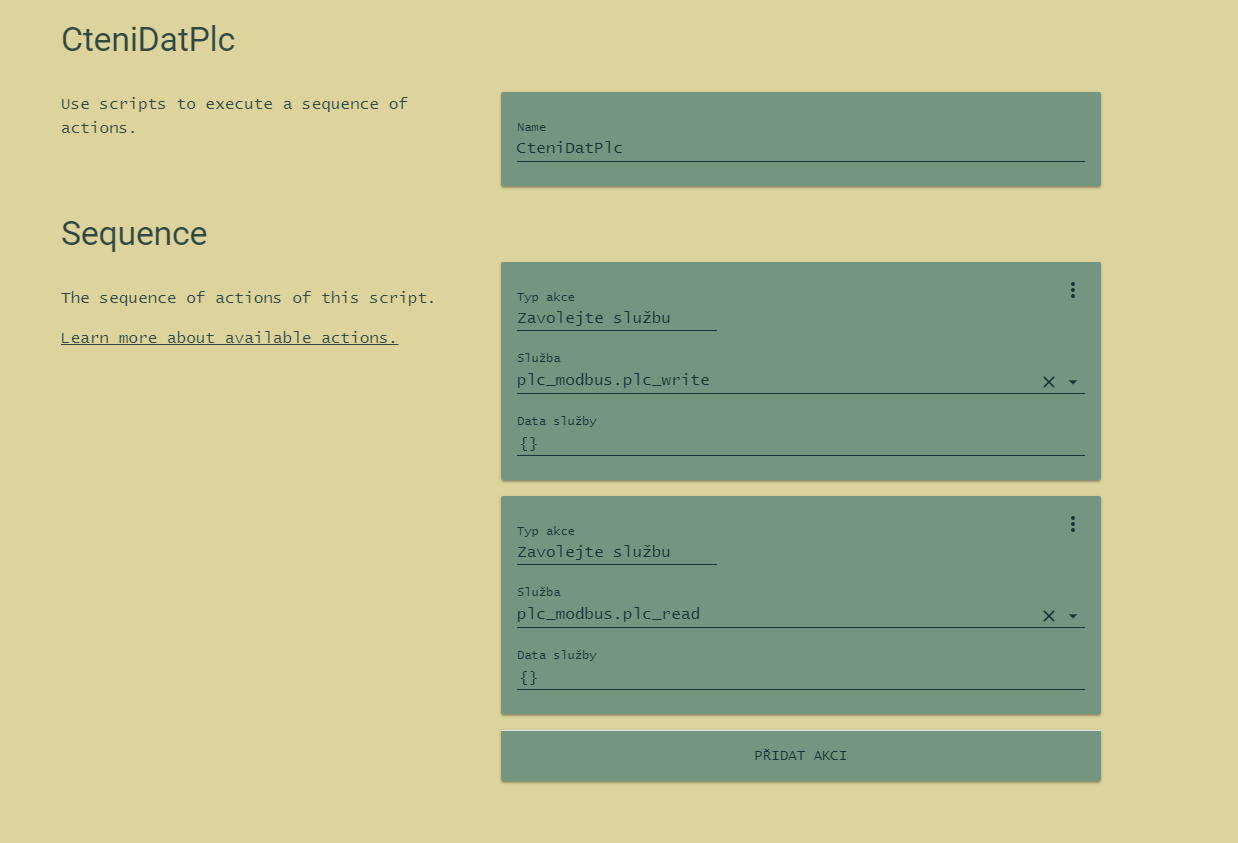 CteniDatPlc
Use scripts to execute a sequence of
actions.
Name
CteniDatPlc
Sequence
The sequence of actions of this script.
Learn more about available actions.
Typ akce
Zavolejte službu
Služba
plc_modbus.plc_write
Data služby
{}
Typ akce
Zavolejte službu
Služba
plc_modbus.plc_read
Data služby
{}
PŘIDAT AKCI